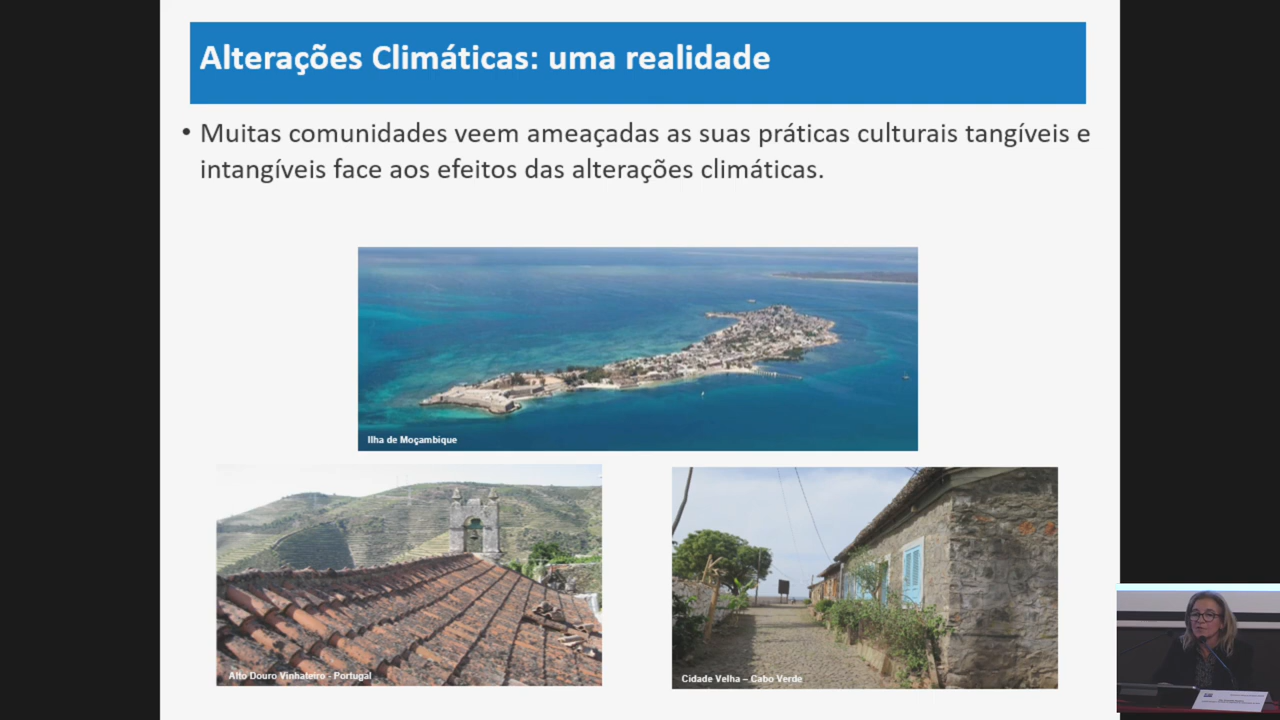 Alterações Climáticas: uma realidade
• Muitas comunidades veem ameaçadas as suas práticas culturais tangíveis e
intangíveis face aos efeitos das alterações climáticas.
Ilha de Moçambique
Alto Douro Vinhateiro - Portugal
Cidade Velha – Cabo Verde